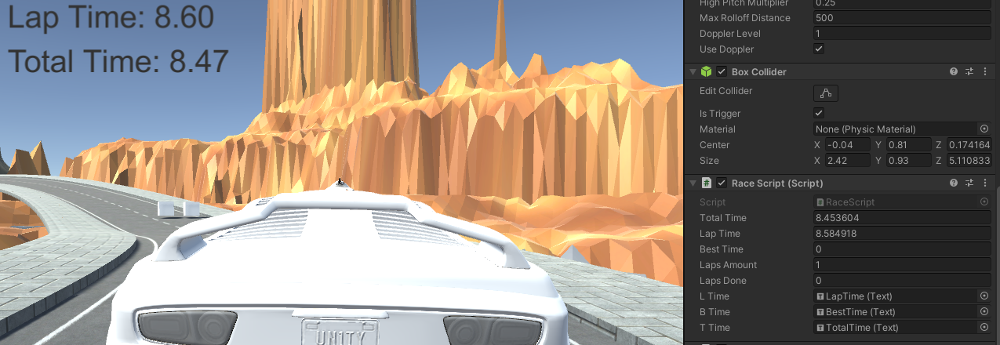 Lap Time: 8.60
Total Time: 8.47
UNITY
High Pitch Multiplier 0.25
Max Rolloff Distance 500
Doppler Level 1
Use Doppler
Box Collider
Edit Collider
Is Trigger
Material None (Physic Material)
Center X -0.04 Y 0.81 Z 0.174164
Size X 2.42 Y 0.93 Z 5.110833
# Race Script (Script)
Script # RaceScript
Total Time 8.453604
Lap Time 8.584918
Best Time 0
Laps Amount 1
Laps Done 0
L Time T LapTime (Text)
B Time T BestTime (Text)
T Time T TotalTime (Text)